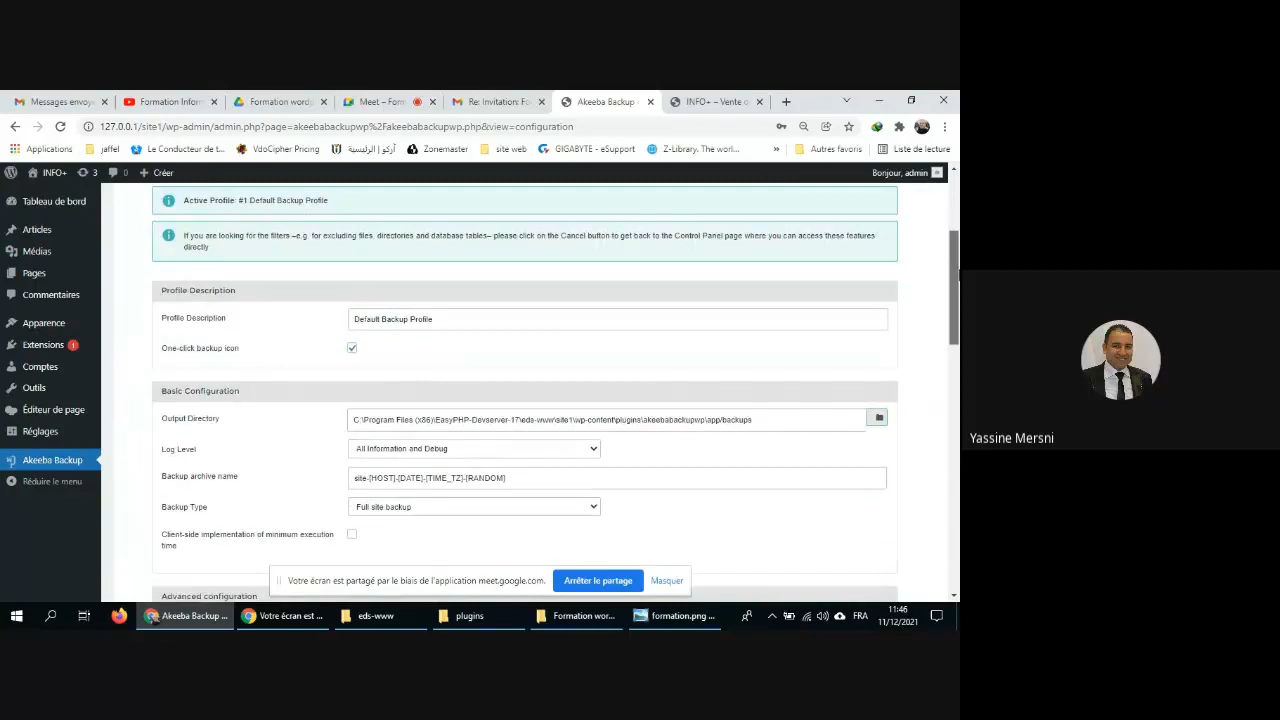 Messages envoy
Formation Inform
Formation wordp
Meet – Form
Re: Invitation: Fo
Akeeba Backup
INFO+ – Vente o
127.0.0.1/site1/wp-admin/admin.php?page=akeebabackupwp%2Fakeebabackupwp.php&view=configuration
Applications
jaffel
Le Conducteur de t...
VdoCipher Pricing
أركو | الرئيسية
Zonemaster
site web
GIGABYTE - eSupport
Z-Library. The worl...
»
Autres favoris
Liste de lecture
INFO+
3
Créer
Bonjour, admin
Tableau de bord
Articles
Médias
Pages
Commentaires
Apparence
Extensions 1
Comptes
Outils
Éditeur de page
Réglages
Akeeba Backup
Réduire le menu
Active Profile: #1 Default Backup Profile
If you are looking for the filters –e.g. for excluding files, directories and database tables– please click on the Cancel button to get back to the Control Panel page where you can access these features
directly
Profile Description
Profile Description
Default Backup Profile
One-click backup icon
Basic Configuration
Output Directory
C:\Program Files (x86)\EasyPHP-Devserver-17\eds-www\site1\wp-content\plugins\akeebabackupwp\app/backups
Log Level
All Information and Debug
Backup archive name
site-[HOST]-[DATE]-[TIME_TZ]-[RANDOM]
Backup Type
Full site backup
Client-side implementation of minimum execution
time
Advanced configuration
Votre écran est partagé par le biais de l'application meet.google.com.
Arrêter le partage
Masquer
Akeeba Backup ...
Votre écran est ...
eds-www
plugins
Formation wor...
formation.png ...
FRA
11:46
11/12/2021
Yassine Mersni